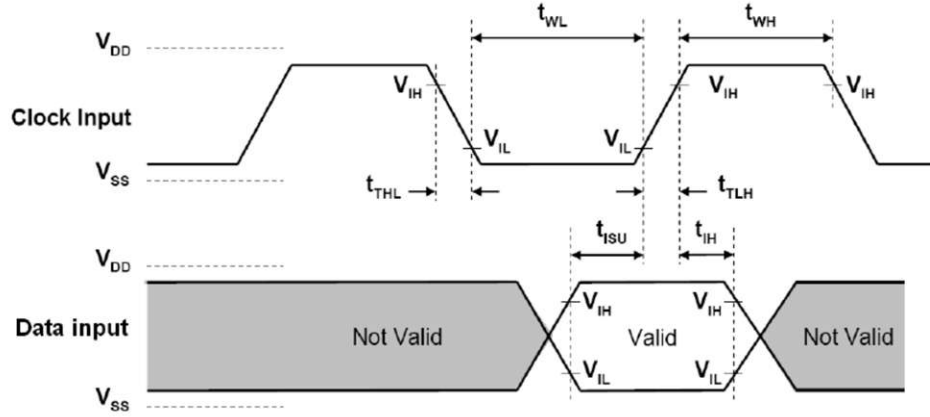 t_WL t_WH
V_DD
V_IH V_IH V_IH
Clock Input
V_IL V_IL
V_SS
t_THL t_TLH
t_ISU t_IH
V_DD
V_IH V_IH
Data input Not Valid Valid Not Valid
V_IL V_IL
V_SS